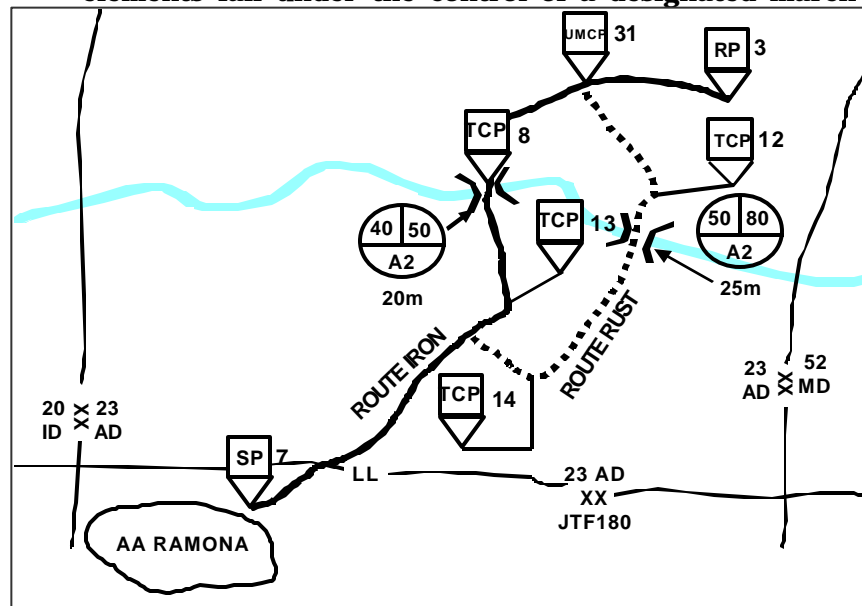 elements fall under the control of a designated march
UMCP 31
RP 3
TCP 8
TCP 12
TCP 13
40 50
A2
20m
50 80
A2
25m
ROUTE IRON
ROUTE RUST
TCP 14
20 XX 23
ID AD
23 XX 52
AD MD
SP 7
LL
23 AD
XX
JTF180
AA RAMONA